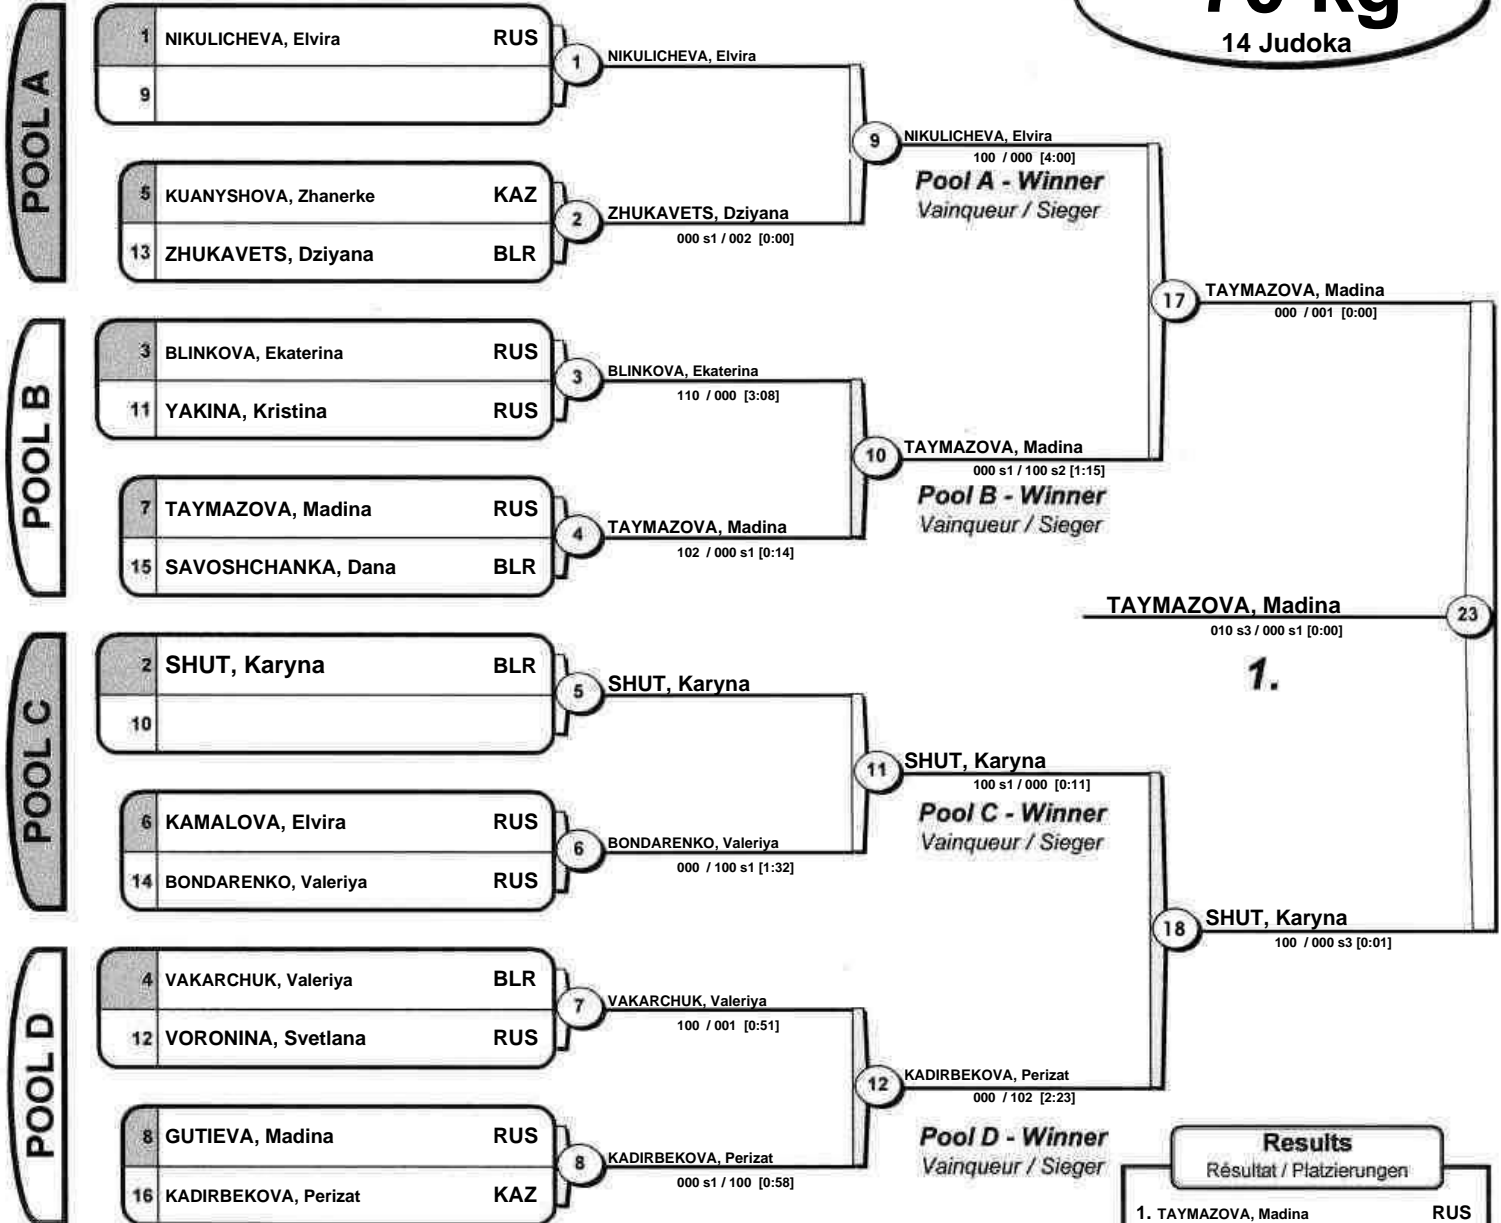 70 kg
14 Judoka
POOL A
1 NIKULICHEVA, Elvira RUS
9
5 KUANYSHOVA, Zhanerke KAZ
13 ZHUKAVETS, Dziyana BLR
1 NIKULICHEVA, Elvira
2 ZHUKAVETS, Dziyana
000 s1 / 002 [0:00]
9 NIKULICHEVA, Elvira
100 / 000 [4:00]
Pool A - Winner
Vainqueur / Sieger
POOL B
3 BLINKOVA, Ekaterina RUS
11 YAKINA, Kristina RUS
7 TAYMAZOVA, Madina RUS
15 SAVOSHCHANKA, Dana BLR
3 BLINKOVA, Ekaterina
110 / 000 [3:08]
4 TAYMAZOVA, Madina
102 / 000 s1 [0:14]
10 TAYMAZOVA, Madina
000 s1 / 100 s2 [1:15]
Pool B - Winner
Vainqueur / Sieger
17 TAYMAZOVA, Madina
000 / 001 [0:00]
TAYMAZOVA, Madina 23
010 s3 / 000 s1 [0:00]
1.
POOL C
2 SHUT, Karyna BLR
10
6 KAMALOVA, Elvira RUS
14 BONDARENKO, Valeriya RUS
5 SHUT, Karyna
6 BONDARENKO, Valeriya
000 / 100 s1 [1:32]
11 SHUT, Karyna
100 s1 / 000 [0:11]
Pool C - Winner
Vainqueur / Sieger
18 SHUT, Karyna
100 / 000 s3 [0:01]
POOL D
4 VAKARCHUK, Valeriya BLR
12 VORONINA, Svetlana RUS
8 GUTIEVA, Madina RUS
16 KADIRBEKOVA, Perizat KAZ
7 VAKARCHUK, Valeriya
100 / 001 [0:51]
8 KADIRBEKOVA, Perizat
000 s1 / 100 [0:58]
12 KADIRBEKOVA, Perizat
000 / 102 [2:23]
Pool D - Winner
Vainqueur / Sieger
Results
Résultat / Platzierungen
1. TAYMAZOVA, Madina RUS